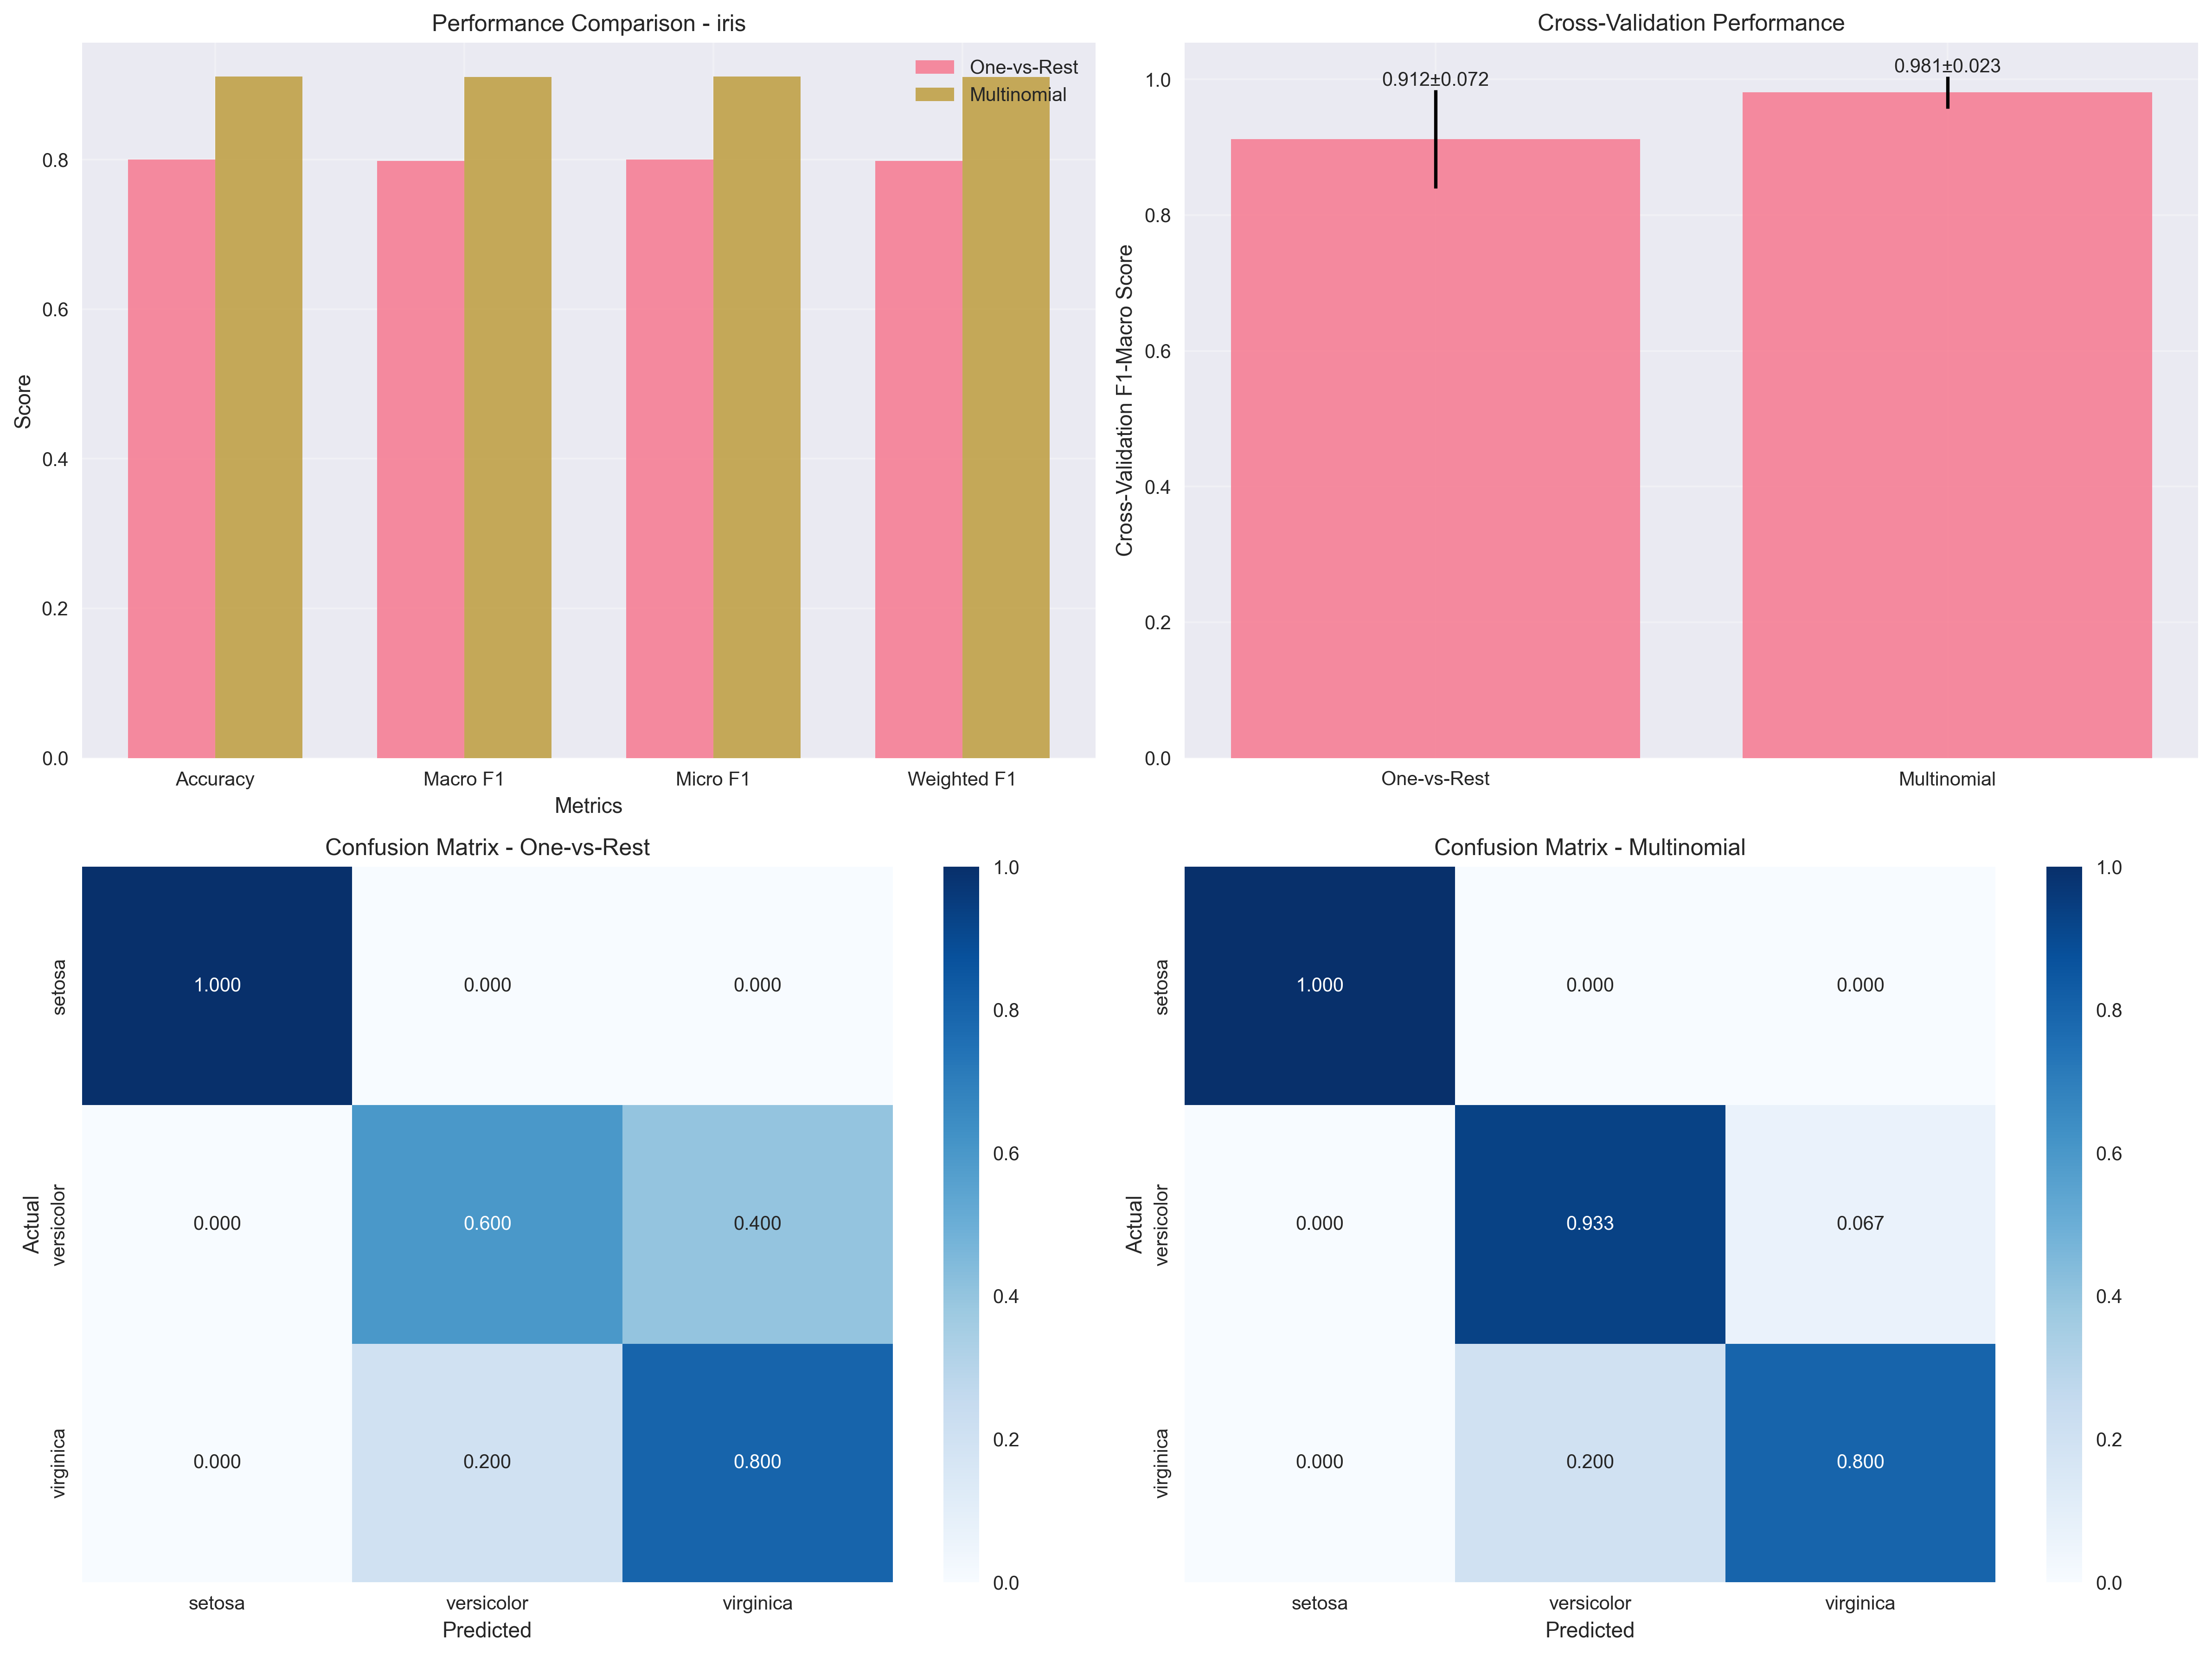 Performance Comparison - iris
One-vs-Rest
Multinomial
Score
0.8
0.6
0.4
0.2
0.0
Accuracy
Macro F1
Micro F1
Weighted F1
Metrics
Cross-Validation Performance
0.912±0.072
0.981±0.023
Cross-Validation F1-Macro Score
1.0
0.8
0.6
0.4
0.2
0.0
One-vs-Rest
Multinomial
Confusion Matrix - One-vs-Rest
Actual
setosa
1.000 0.000 0.000
versicolor
0.000 0.600 0.400
virginica
0.000 0.200 0.800
setosa
versicolor
virginica
Predicted
1.0
0.8
0.6
0.4
0.2
0.0
Confusion Matrix - Multinomial
Actual
setosa
1.000 0.000 0.000
versicolor
0.000 0.933 0.067
virginica
0.000 0.200 0.800
setosa
versicolor
virginica
Predicted
1.0
0.8
0.6
0.4
0.2
0.0